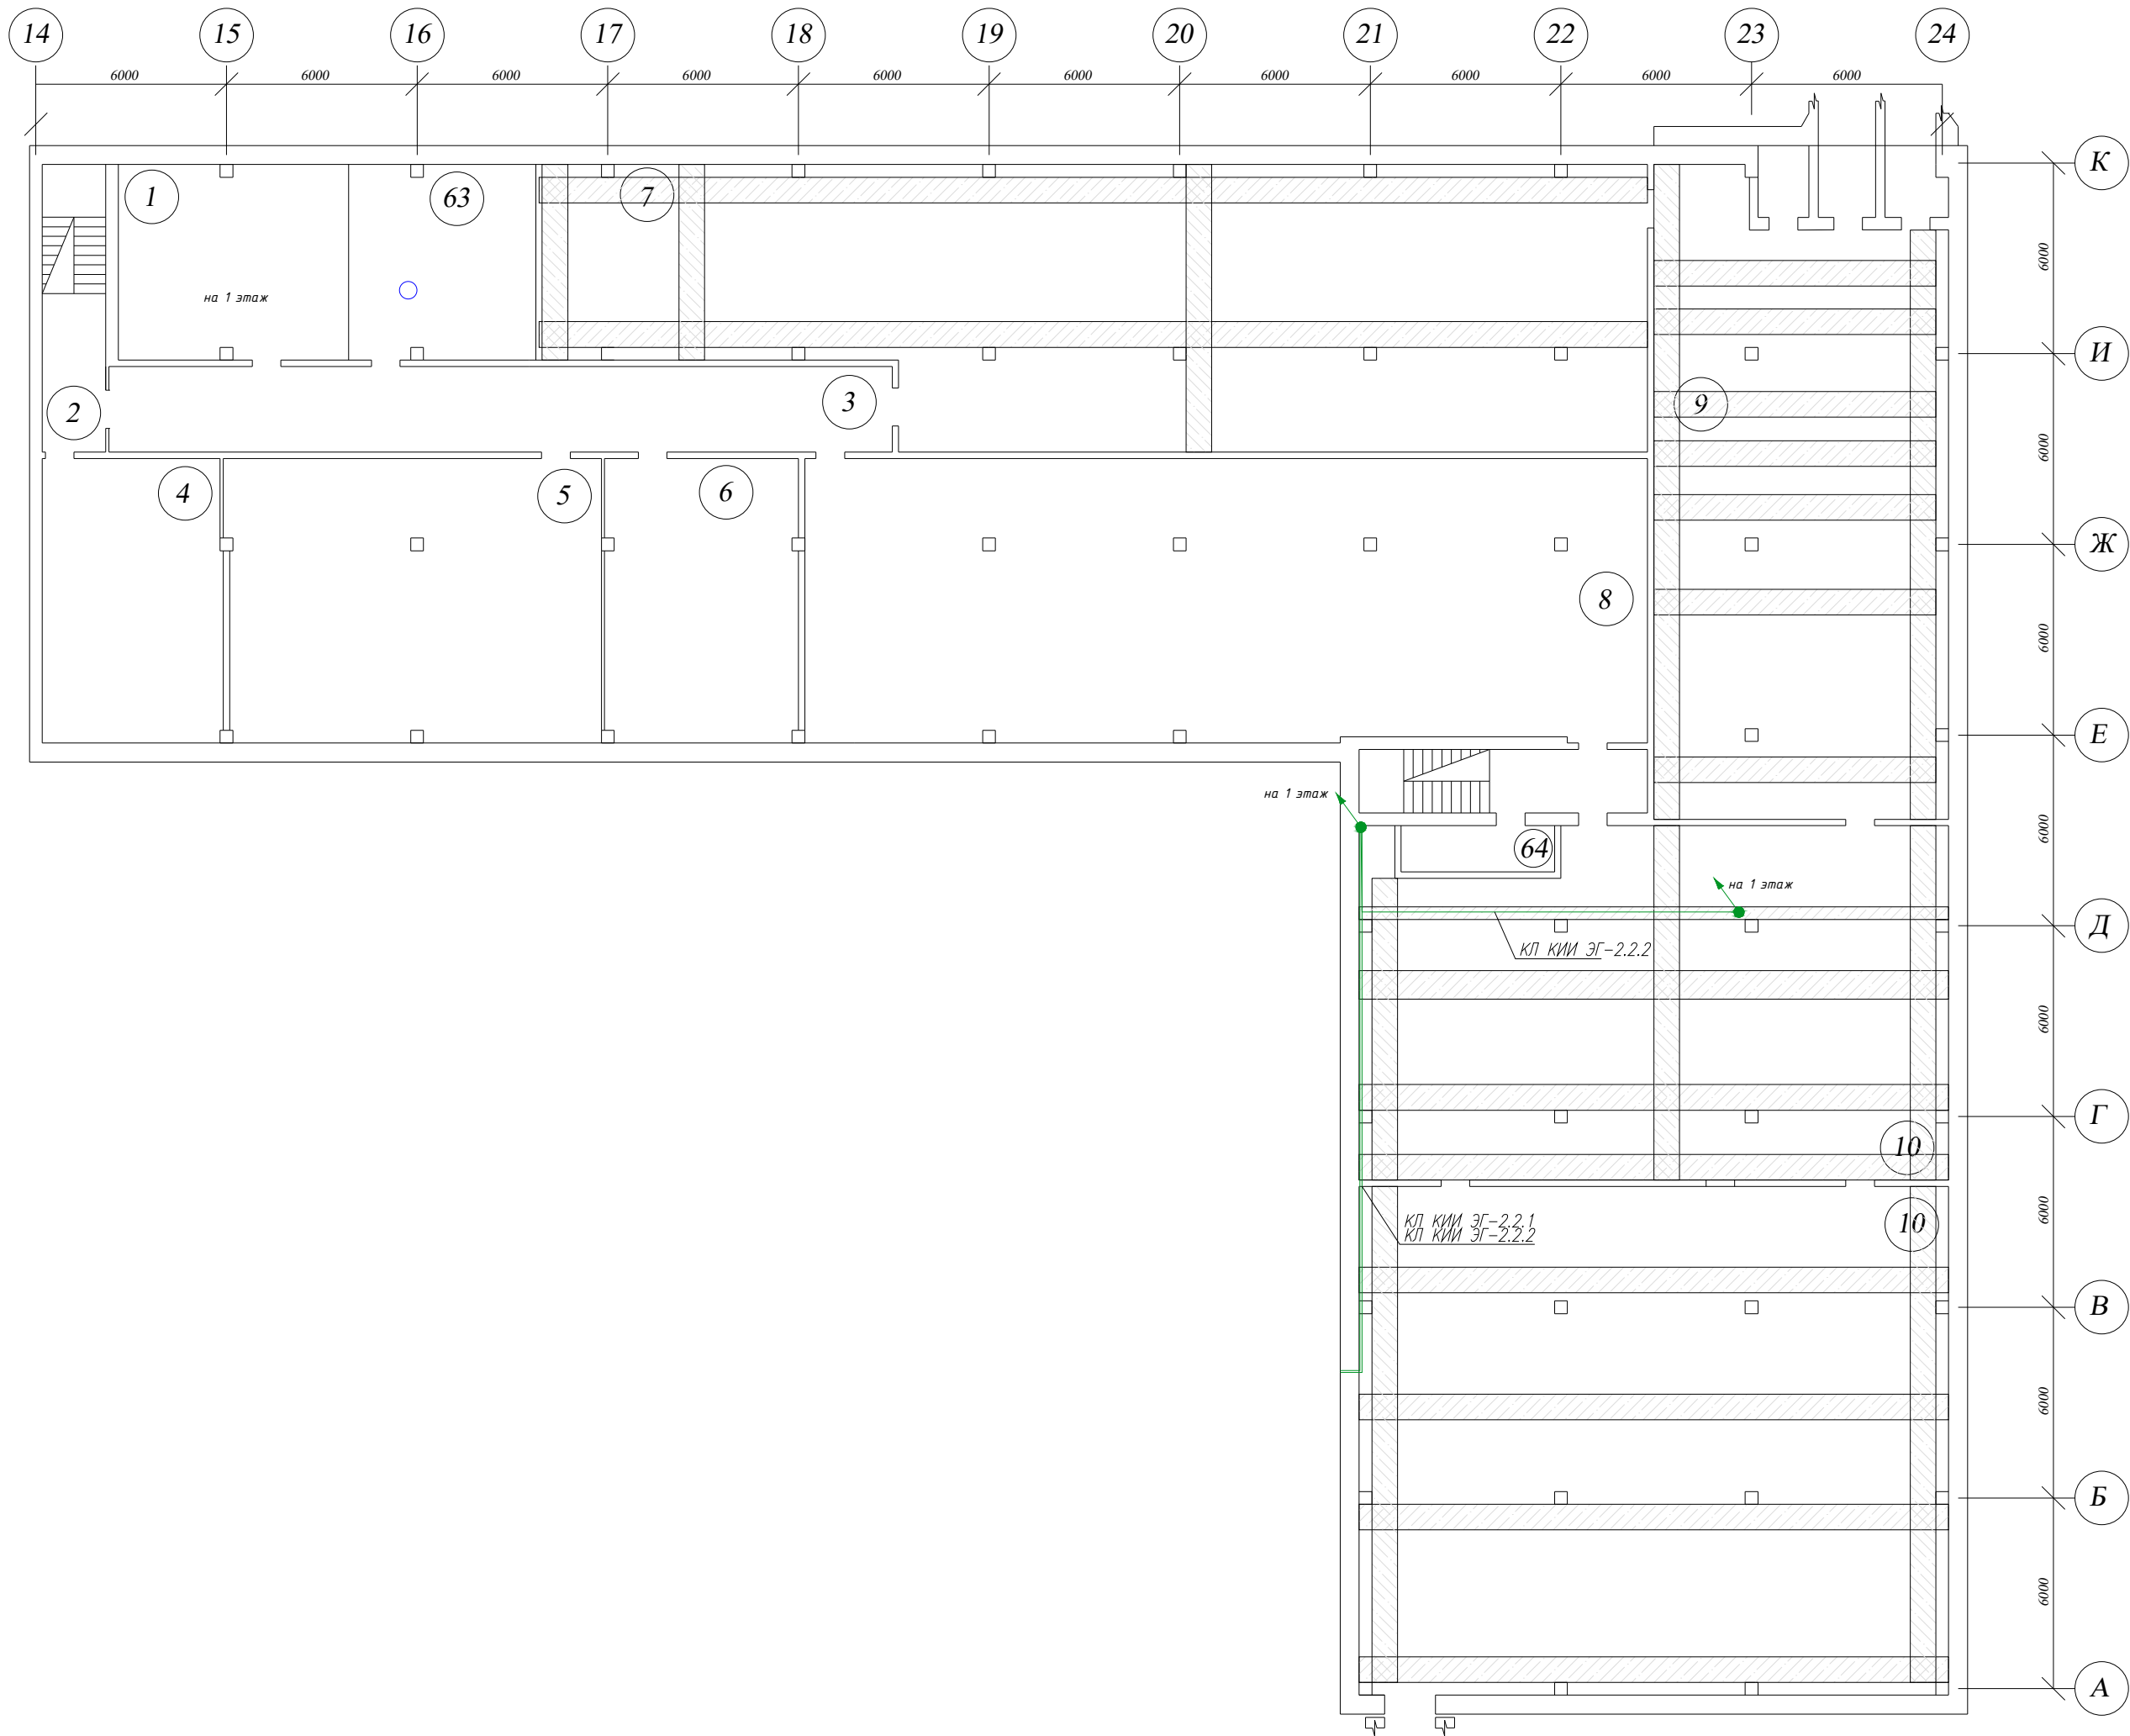 14 15 16 17 18 19 20 21 22 23 24
6000 6000 6000 6000 6000 6000 6000 6000 6000 6000
К
1 63 7
6000
на 1 этаж
И
2 3 9
6000
4 5 6
Ж
8
6000
Е
на 1 этаж
6000
64
на 1 этаж
Д
КЛ КИИ ЭГ-2.2.2
6000
Г
10
6000
КЛ КИИ ЭГ-2.2.1
КЛ КИИ ЭГ-2.2.2
10
В
6000
Б
6000
А